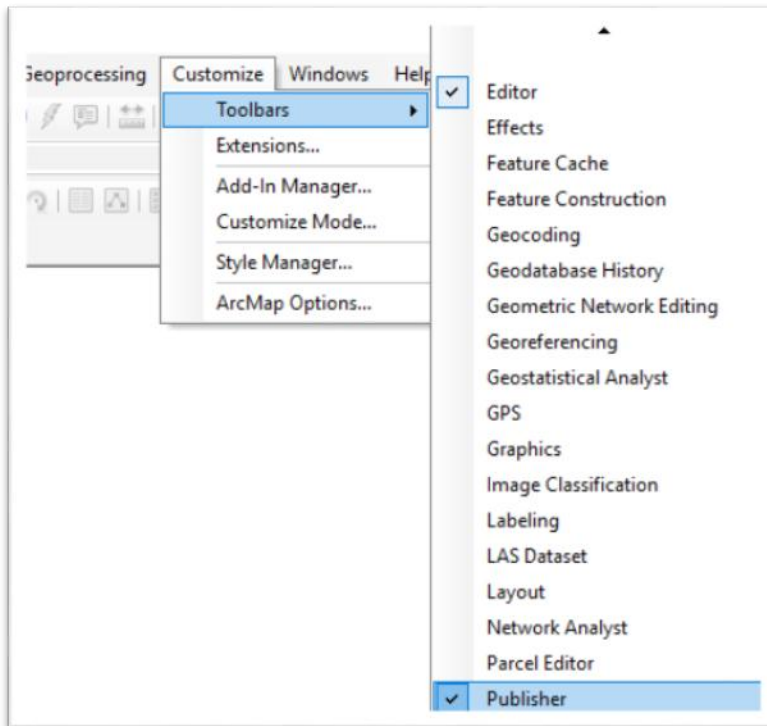 Geoprocessing Customize Windows Help
Toolbars
Extensions...
Add-In Manager...
Customize Mode...
Style Manager...
ArcMap Options...
Editor
Effects
Feature Cache
Feature Construction
Geocoding
Geodatabase History
Geometric Network Editing
Georeferencing
Geostatistical Analyst
GPS
Graphics
Image Classification
Labeling
LAS Dataset
Layout
Network Analyst
Parcel Editor
Publisher